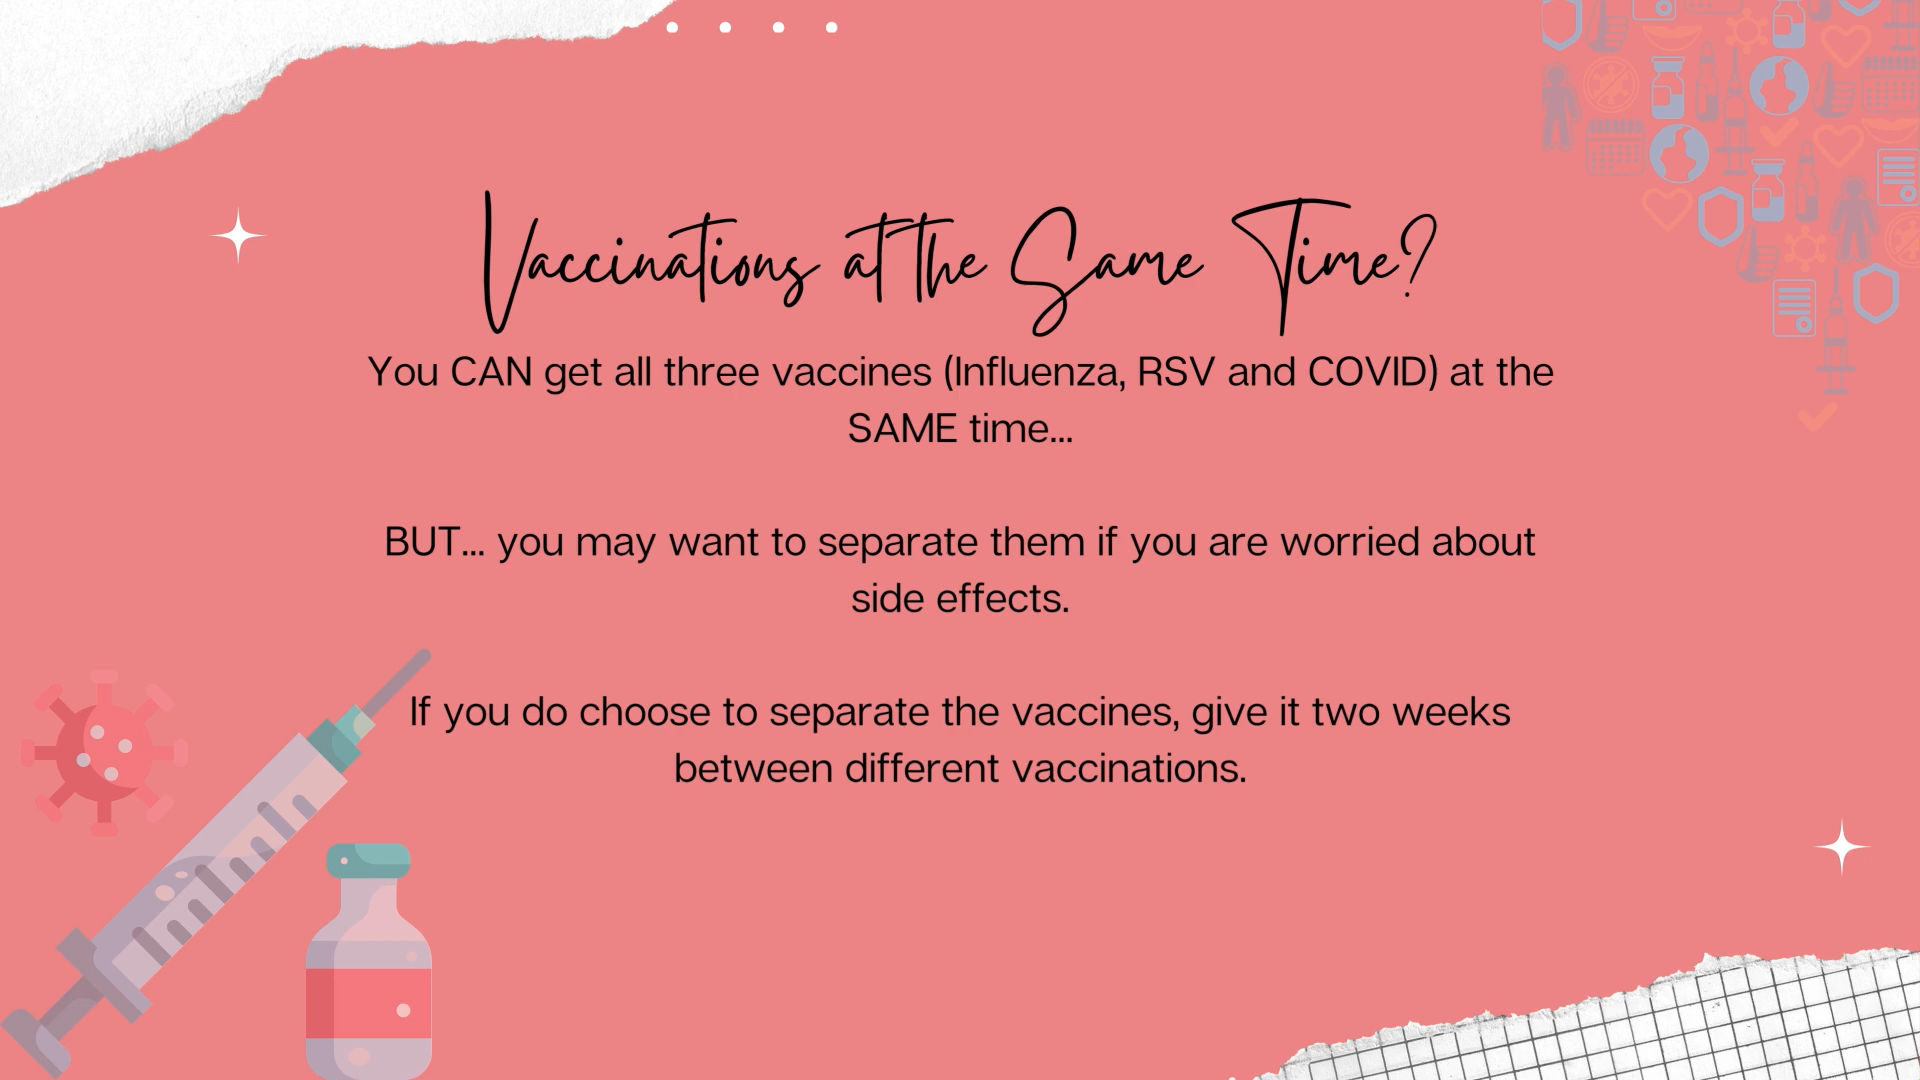 Vaccinations at the Same Time?
You CAN get all three vaccines (Influenza, RSV and COVID) at the
SAME time...
BUT... you may want to separate them if you are worried about
side effects.
If you do choose to separate the vaccines, give it two weeks
between different vaccinations.